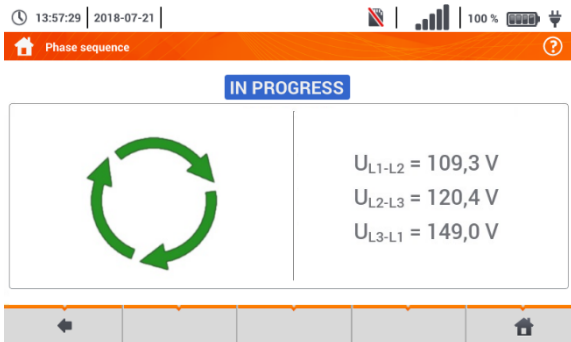 13:57:29 2018-07-21 100 %
Phase sequence ?
IN PROGRESS
UL1-L2 = 109,3 V
UL2-L3 = 120,4 V
UL3-L1 = 149,0 V